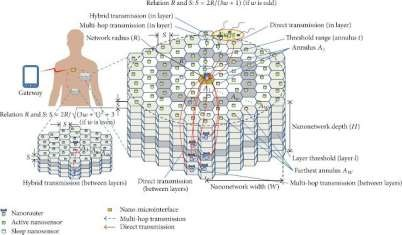 Relation R and S: S = 2R/(3w + 1) (if w is odd)
Hybrid transmission (in layer)
Multi-hop transmission (in layer)
Network radius (R)
S
Direct transmission (in layer)
Threshold range (annulus t)
Annulus A₁
Gateway
Relation R and S: S = 2R/√(3w + 1)² + 3
(if w is even)
S
Hybrid transmission (between layers)
Nanonetwork depth (H)
Layer threshold (layer l)
Furthest annulus A_W
Direct transmission
(between layers)
Nanonetwork width (W)
Multi-hop transmission (between layers)
Nanorouter
Active nanosensor
Sleep nanosensor
Nano-microinterface
Multi-hop transmission
Direct transmission